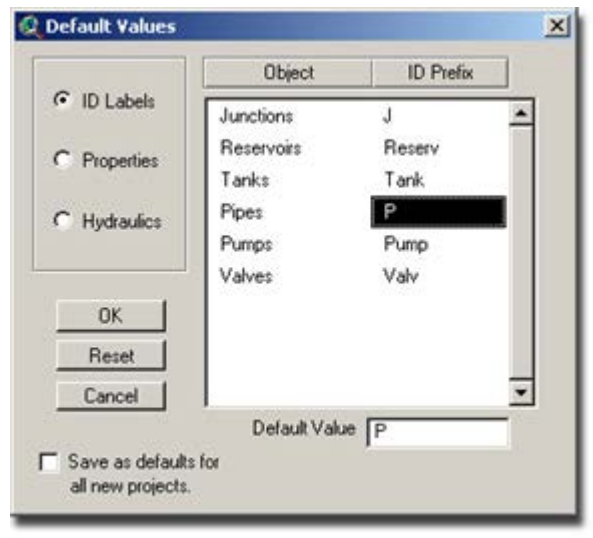 Default Values
ID Labels
Properties
Hydraulics
Object ID Prefix
Junctions J
Reservoirs Reserv
Tanks Tank
Pipes P
Pumps Pump
Valves Valv
OK
Reset
Cancel
Default Value P
Save as defaults for
all new projects.